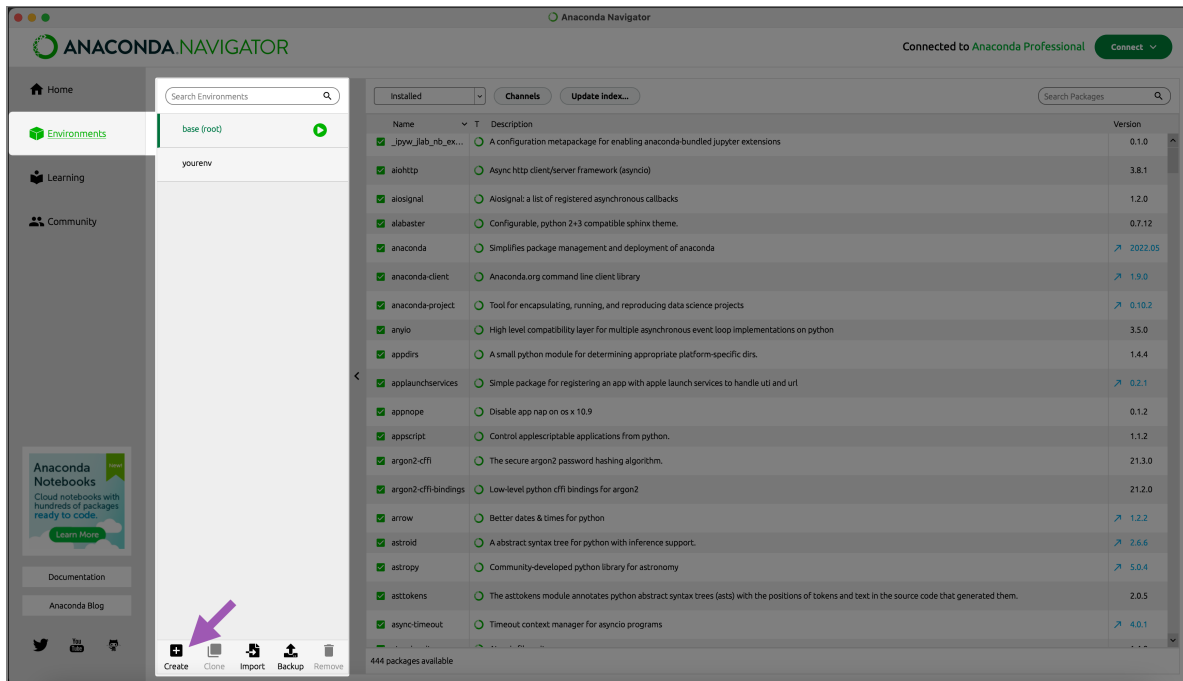 Anaconda Navigator
ANACONDA.NAVIGATOR
Connected to Anaconda Professional
Connect
Home
Environments
Learning
Community
Anaconda Notebooks
Cloud notebooks with
hundreds of packages
ready to code.
Learn More
Documentation
Anaconda Blog
You
Tube
Search Environments
base (root)
yourenv
Create Clone Import Backup Remove
Installed Channels Update index... Search Packages
Name T Description Version
_ipyw_jlab_nb_ex... A configuration metapackage for enabling anaconda-bundled jupyter extensions 0.1.0
aiohttp Async http client/server framework (asyncio) 3.8.1
aiosignal Aiosignal: a list of registered asynchronous callbacks 1.2.0
alabaster Configurable, python 2+3 compatible sphinx theme. 0.7.12
anaconda Simplifies package management and deployment of anaconda 2022.05
anaconda-client Anaconda.org command line client library 1.9.0
anaconda-project Tool for encapsulating, running, and reproducing data science projects 0.10.2
anyio High level compatibility layer for multiple asynchronous event loop implementations on python 3.5.0
appdirs A small python module for determining appropriate platform-specific dirs. 1.4.4
applaunchservices Simple package for registering an app with apple launch services to handle uti and url 0.2.1
appnope Disable app nap on os x 10.9 0.1.2
appscript Control applescriptable applications from python. 1.1.2
argon2-cffi The secure argon2 password hashing algorithm. 21.3.0
argon2-cffi-bindings Low-level python cffi bindings for argon2 21.2.0
arrow Better dates & times for python 1.2.2
astroid A abstract syntax tree for python with inference support. 2.6.6
astropy Community-developed python library for astronomy 5.0.4
asttokens The asttokens module annotates python abstract syntax trees (asts) with the positions of tokens and text in the source code that generated them. 2.0.5
async-timeout Timeout context manager for asyncio programs 4.0.1
444 packages available